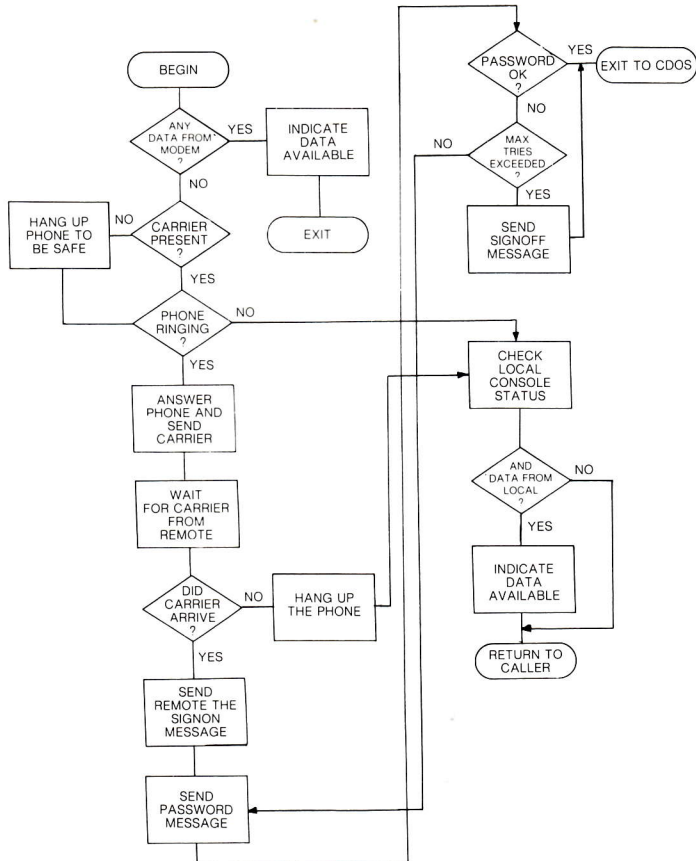 BEGIN
ANY
DATA FROM
MODEM
?
YES
INDICATE
DATA
AVAILABLE
EXIT
NO
CARRIER
PRESENT
?
NO
HANG UP
PHONE TO
BE SAFE
YES
PHONE
RINGING
?
NO
YES
ANSWER
PHONE AND
SEND
CARRIER
WAIT
FOR CARRIER
FROM
REMOTE
DID
CARRIER
ARRIVE
?
NO
HANG UP
THE PHONE
YES
SEND
REMOTE THE
SIGNON
MESSAGE
SEND
PASSWORD
MESSAGE
PASSWORD
OK
?
YES
EXIT TO CDOS
NO
MAX
TRIES
EXCEEDED
?
NO
YES
SEND
SIGNOFF
MESSAGE
CHECK
LOCAL
CONSOLE
STATUS
AND
DATA FROM
LOCAL
?
NO
YES
INDICATE
DATA
AVAILABLE
RETURN TO
CALLER